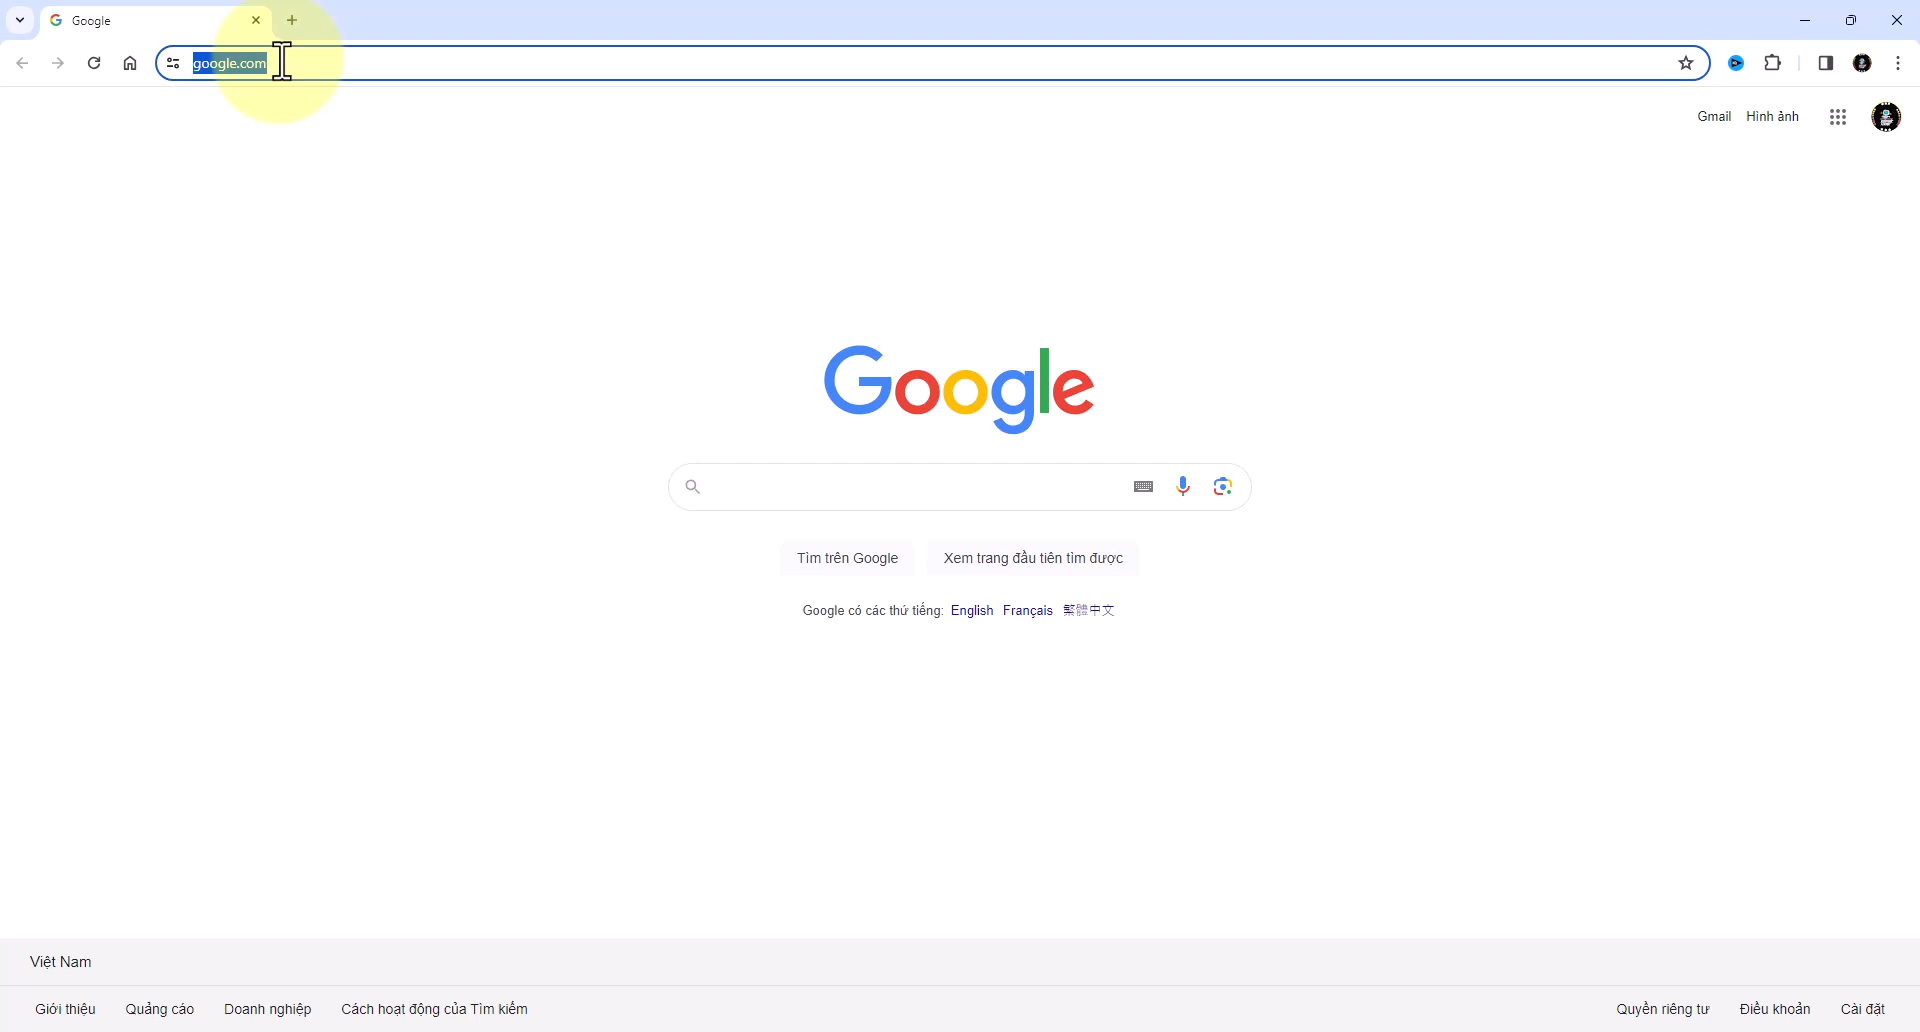 Google
google.com
Gmail Hình ảnh
Google
Tìm trên Google Xem trang đầu tiên tìm được
Google có các thứ tiếng: English Français 繁體中文
Việt Nam
Giới thiệu Quảng cáo Doanh nghiệp Cách hoạt động của Tìm kiếm Quyền riêng tư Điều khoản Cài đặt